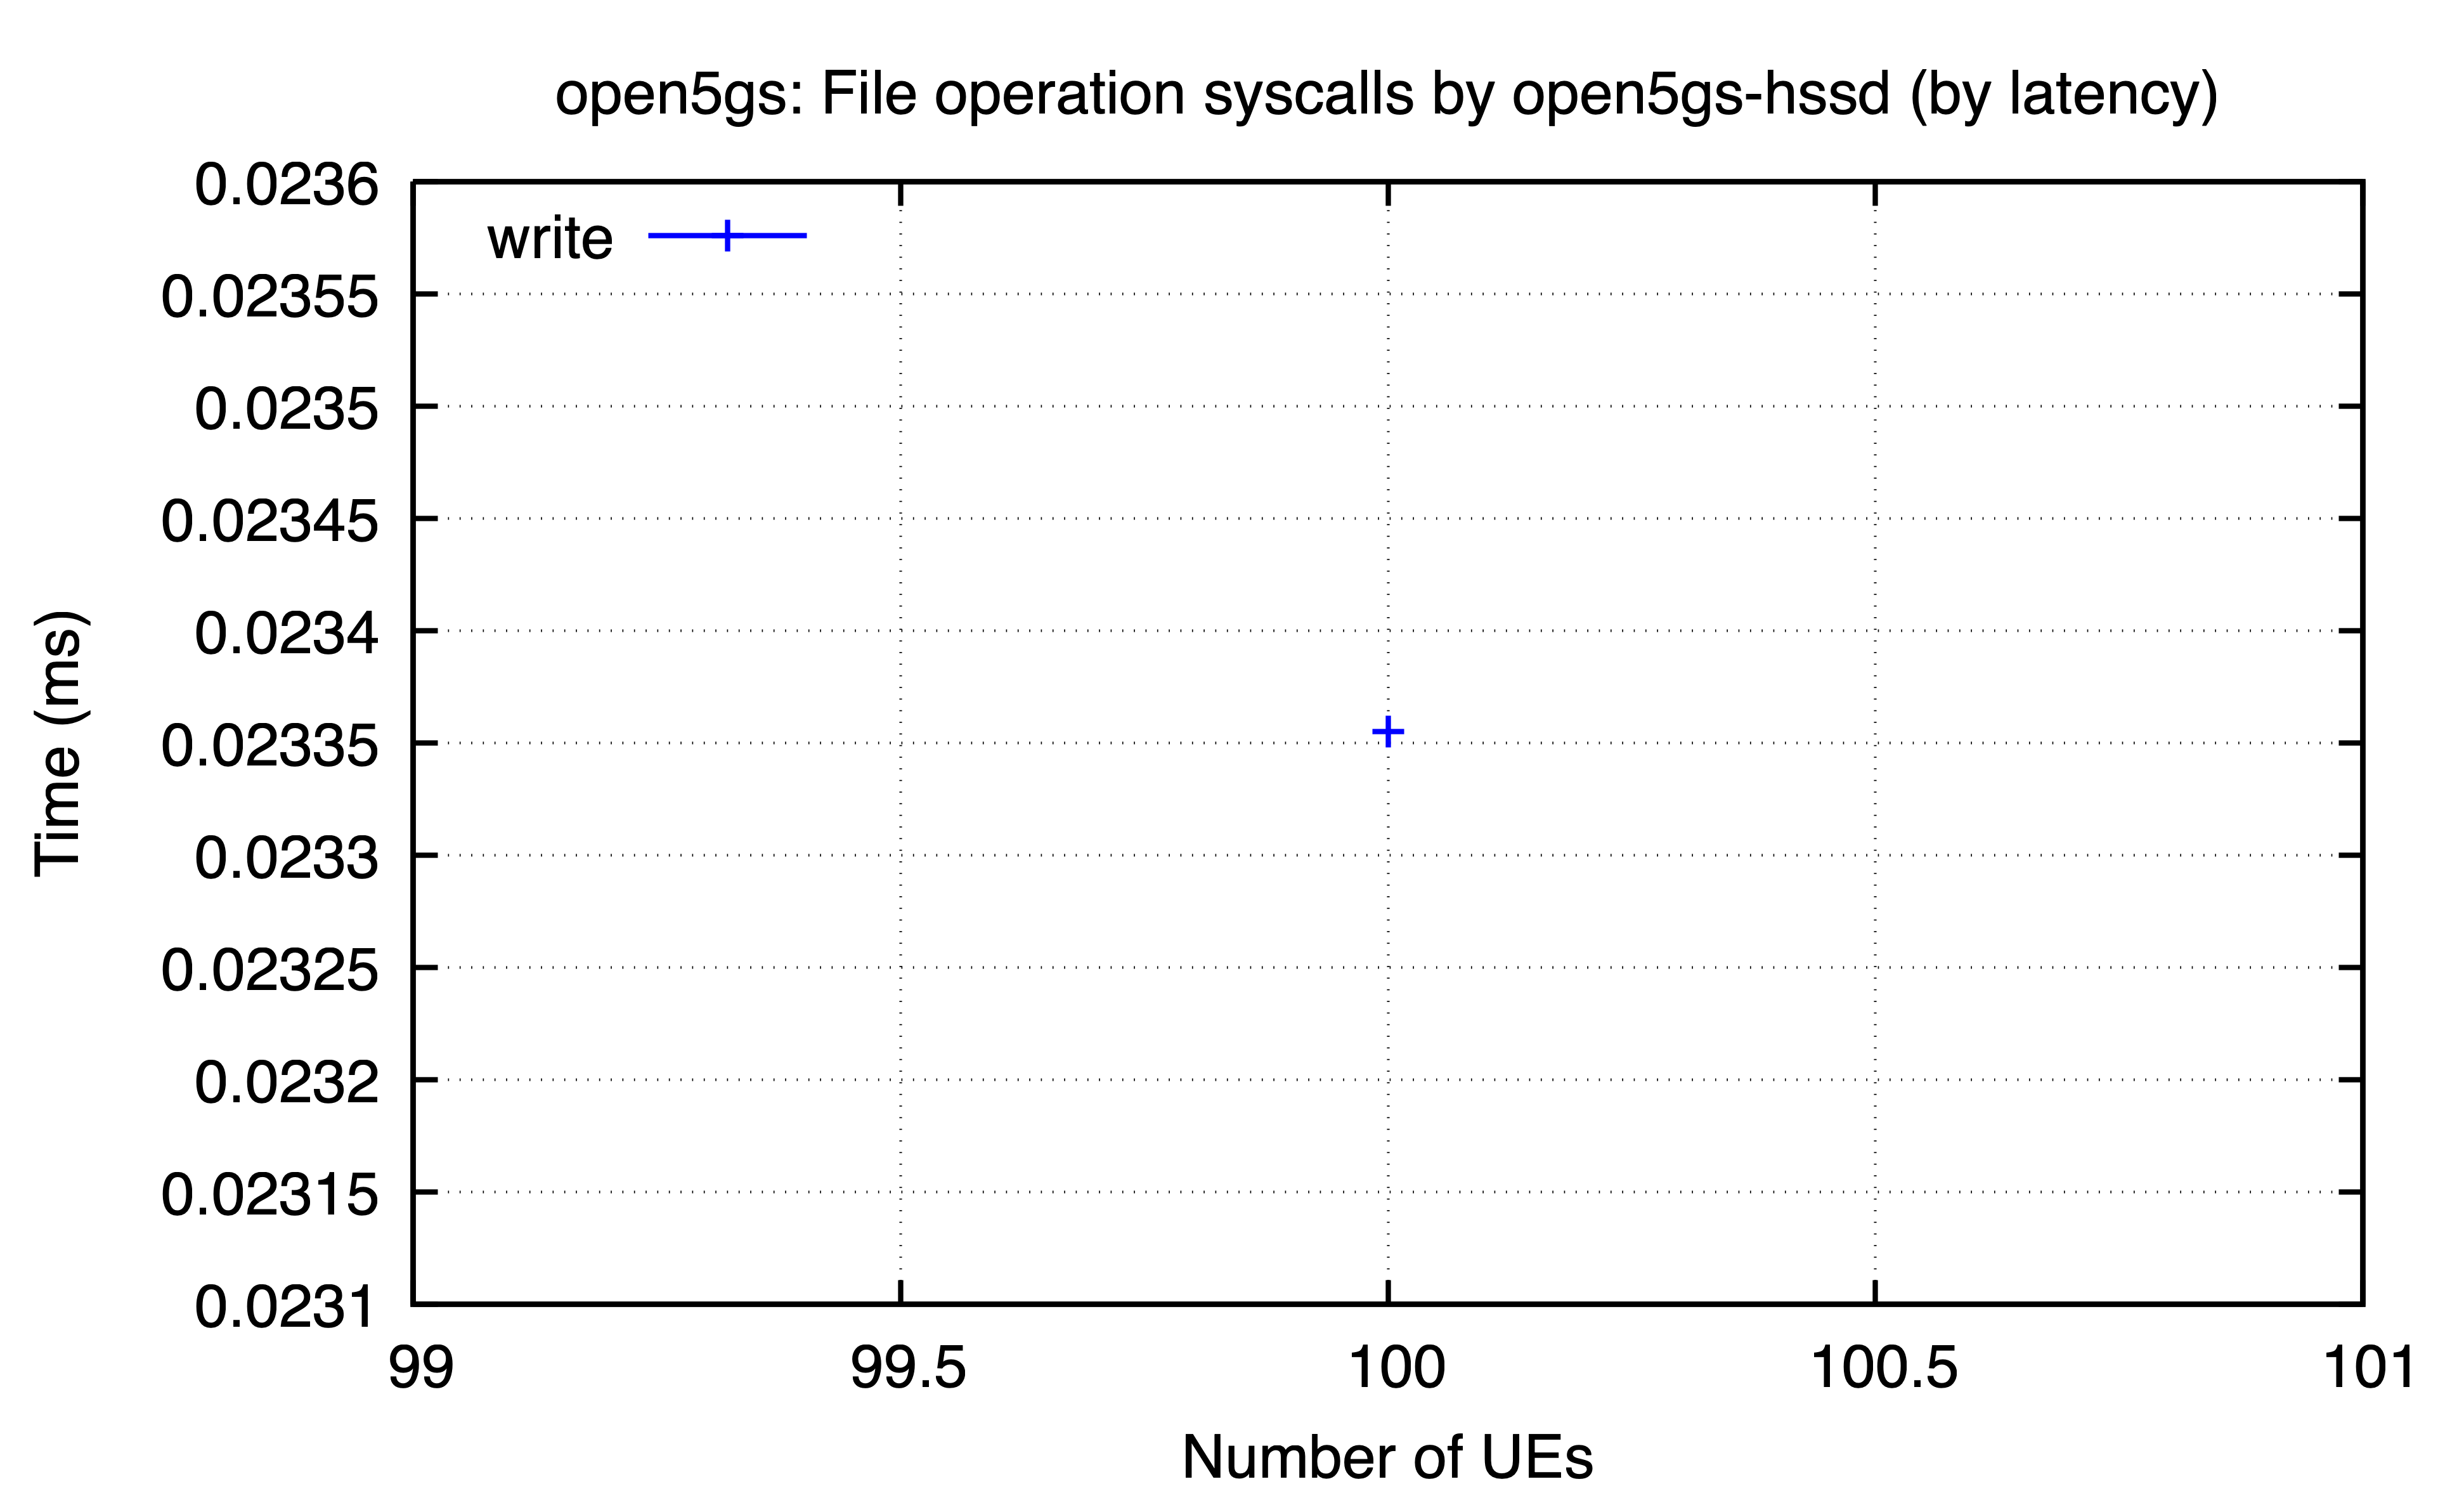 open5gs: File operation syscalls by open5gs-hssd (by latency)
write
0.0236
0.02355
0.0235
0.02345
0.0234
0.02335
0.0233
0.02325
0.0232
0.02315
0.0231
Time (ms)
99 99.5 100 100.5 101
Number of UEs